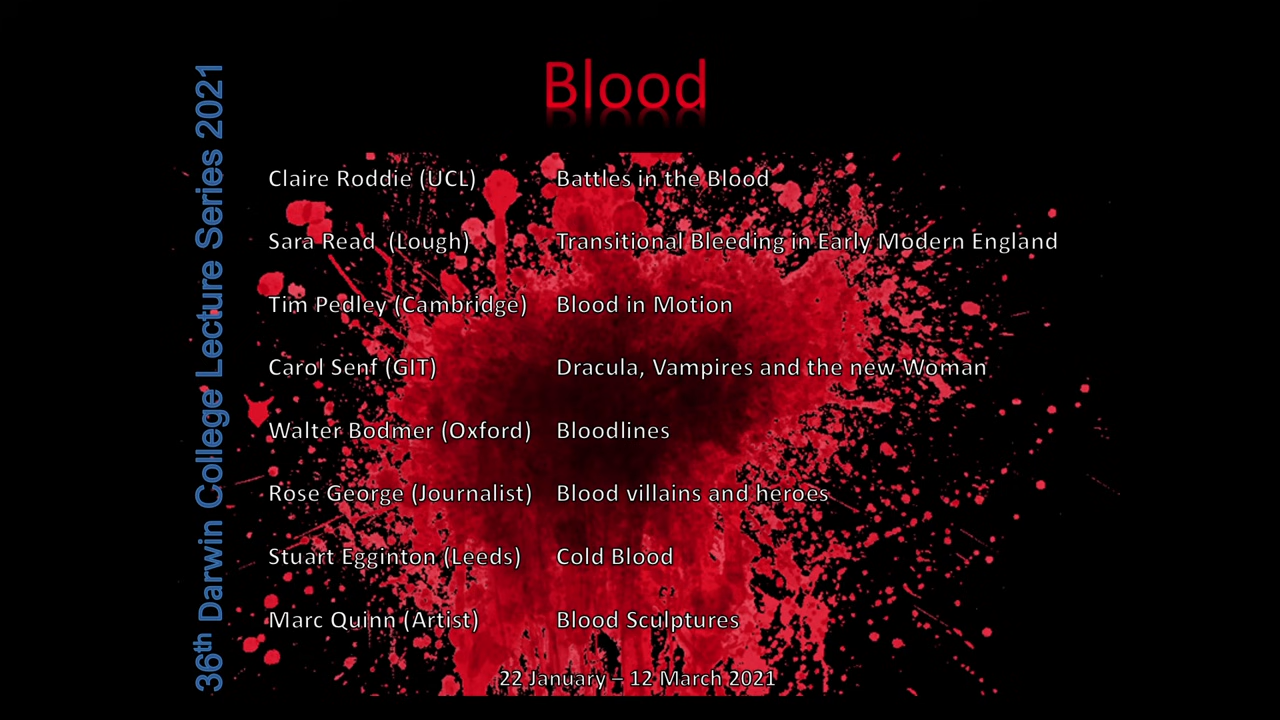 Blood
36th Darwin College Lecture Series 2021
Claire Roddie (UCL) Battles in the Blood
Sara Read (Lough) Transitional Bleeding in Early Modern England
Tim Pedley (Cambridge) Blood in Motion
Carol Senf (GIT) Dracula, Vampires and the new Woman
Walter Bodmer (Oxford) Bloodlines
Rose George (Journalist) Blood villains and heroes
Stuart Egginton (Leeds) Cold Blood
Marc Quinn (Artist) Blood Sculptures
22 January – 12 March 2021